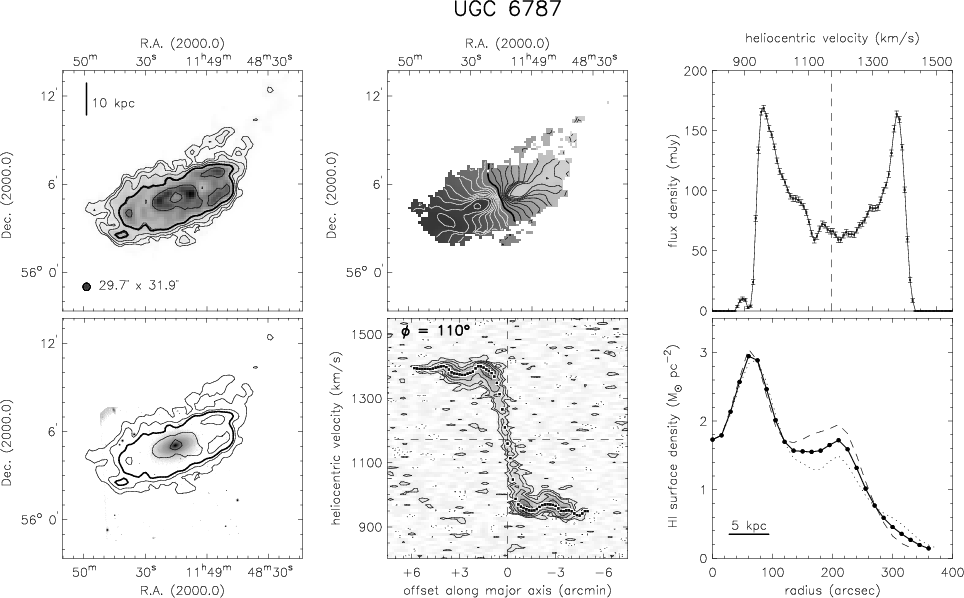 UGC 6787
R.A. (2000.0)
50ᵐ 30ˢ 11ʰ49ᵐ 48ᵐ30ˢ
Dec. (2000.0)
12'
6'
56° 0'
10 kpc
29.7" x 31.9"
R.A. (2000.0)
50ᵐ 30ˢ 11ʰ49ᵐ 48ᵐ30ˢ
Dec. (2000.0)
12'
6'
56° 0'
heliocentric velocity (km/s)
900 1100 1300 1500
flux density (mJy)
200
150
100
50
0
Dec. (2000.0)
12'
6'
56° 0'
50ᵐ 30ˢ 11ʰ49ᵐ 48ᵐ30ˢ
R.A. (2000.0)
ϕ = 110°
heliocentric velocity (km/s)
1500
1300
1100
900
+6 +3 0 −3 −6
offset along major axis (arcmin)
HI surface density (M⊙ pc⁻²)
3
2
1
0
5 kpc
0 100 200 300 400
radius (arcsec)